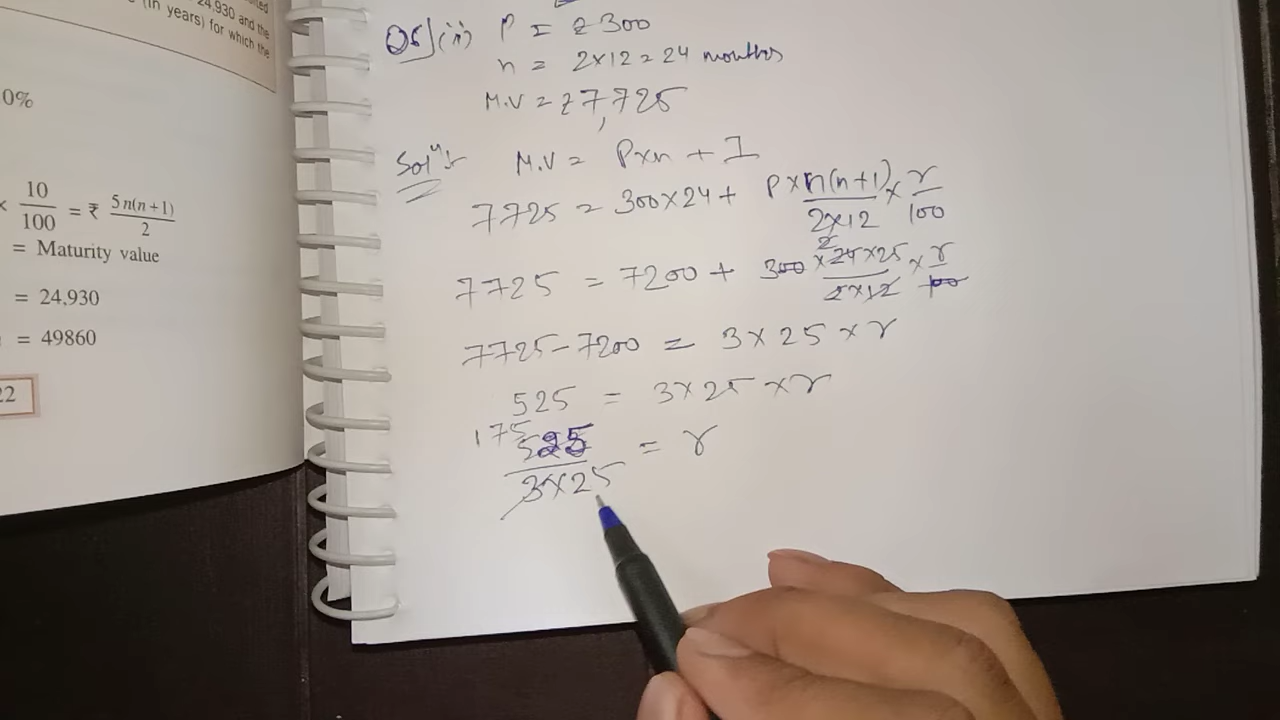 24,930 and the
(in years) for which the
0%
× 10/100 = ₹ 5n(n+1)/2
= Maturity value
= 24.930
= 49860
22
Q5](ii) P = ₹300
n = 2×12=24 months
M.V = ₹7,725
Solⁿ:- M.V = P×n + I
7725 = 300×24+ P×n(n+1)/2×12 × r/100
7725 = 7200 + 300 × 24×25/2×12 × r/100
7725-7200 = 3×25×r
525 = 3×25×r
175
525/3×25 = r